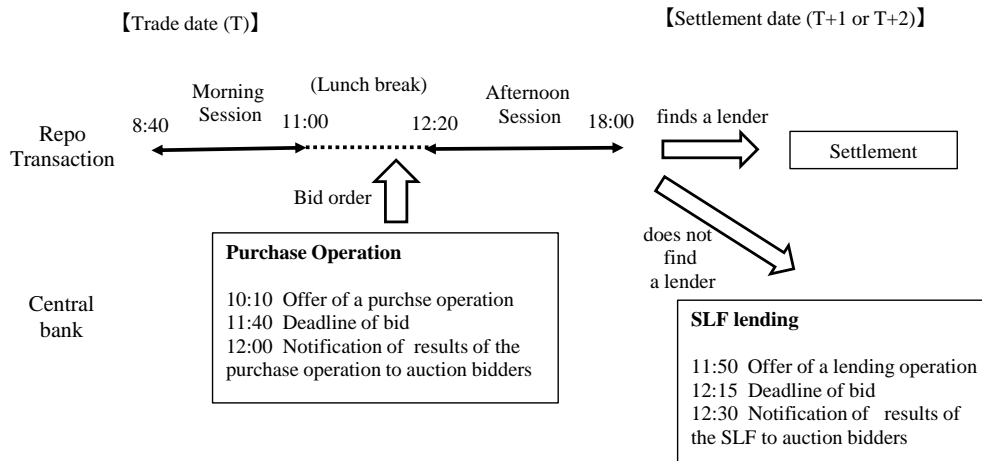 【Trade date (T)】
【Settlement date (T+1 or T+2)】
Repo
Transaction
8:40
Morning
Session
11:00
(Lunch break)
12:20
Afternoon
Session
18:00
finds a lender
Settlement
Bid order
does not
find
a lender
Central
bank
Purchase Operation
10:10 Offer of a purchse operation
11:40 Deadline of bid
12:00 Notification of results of the
purchase operation to auction bidders
SLF lending
11:50 Offer of a lending operation
12:15 Deadline of bid
12:30 Notification of results of
the SLF to auction bidders